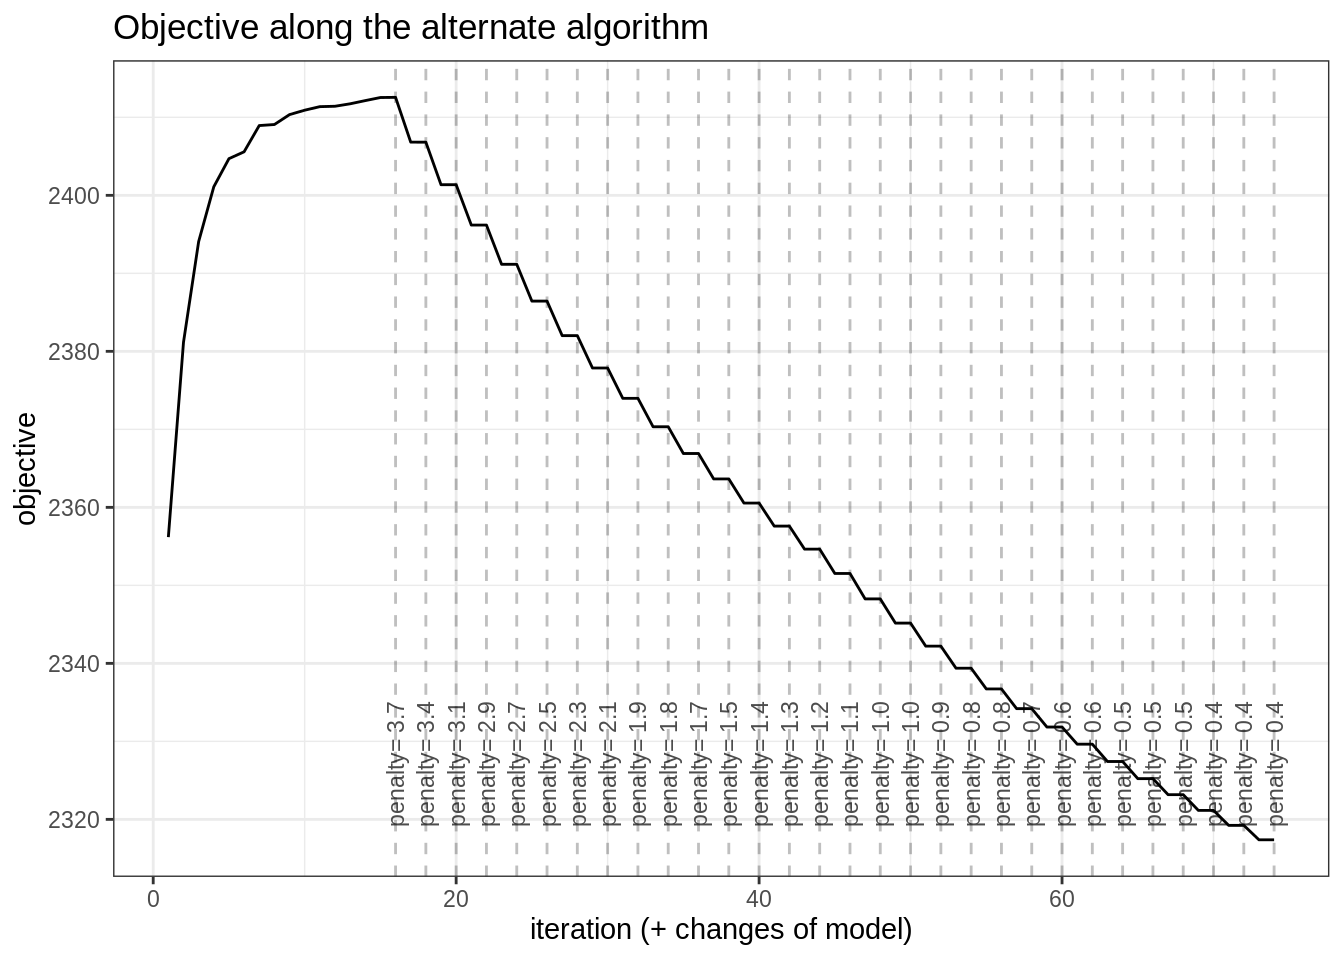 Objective along the alternate algorithm
objective
2400
2380
2360
2340
2320
penalty= 3.7
penalty= 3.4
penalty= 3.1
penalty= 2.9
penalty= 2.7
penalty= 2.5
penalty= 2.3
penalty= 2.1
penalty= 1.9
penalty= 1.8
penalty= 1.7
penalty= 1.5
penalty= 1.4
penalty= 1.3
penalty= 1.2
penalty= 1.1
penalty= 1.0
penalty= 1.0
penalty= 0.9
penalty= 0.8
penalty= 0.8
penalty= 0.7
penalty= 0.6
penalty= 0.6
penalty= 0.5
penalty= 0.5
penalty= 0.5
penalty= 0.4
penalty= 0.4
penalty= 0.4
0
20
40
60
iteration (+ changes of model)